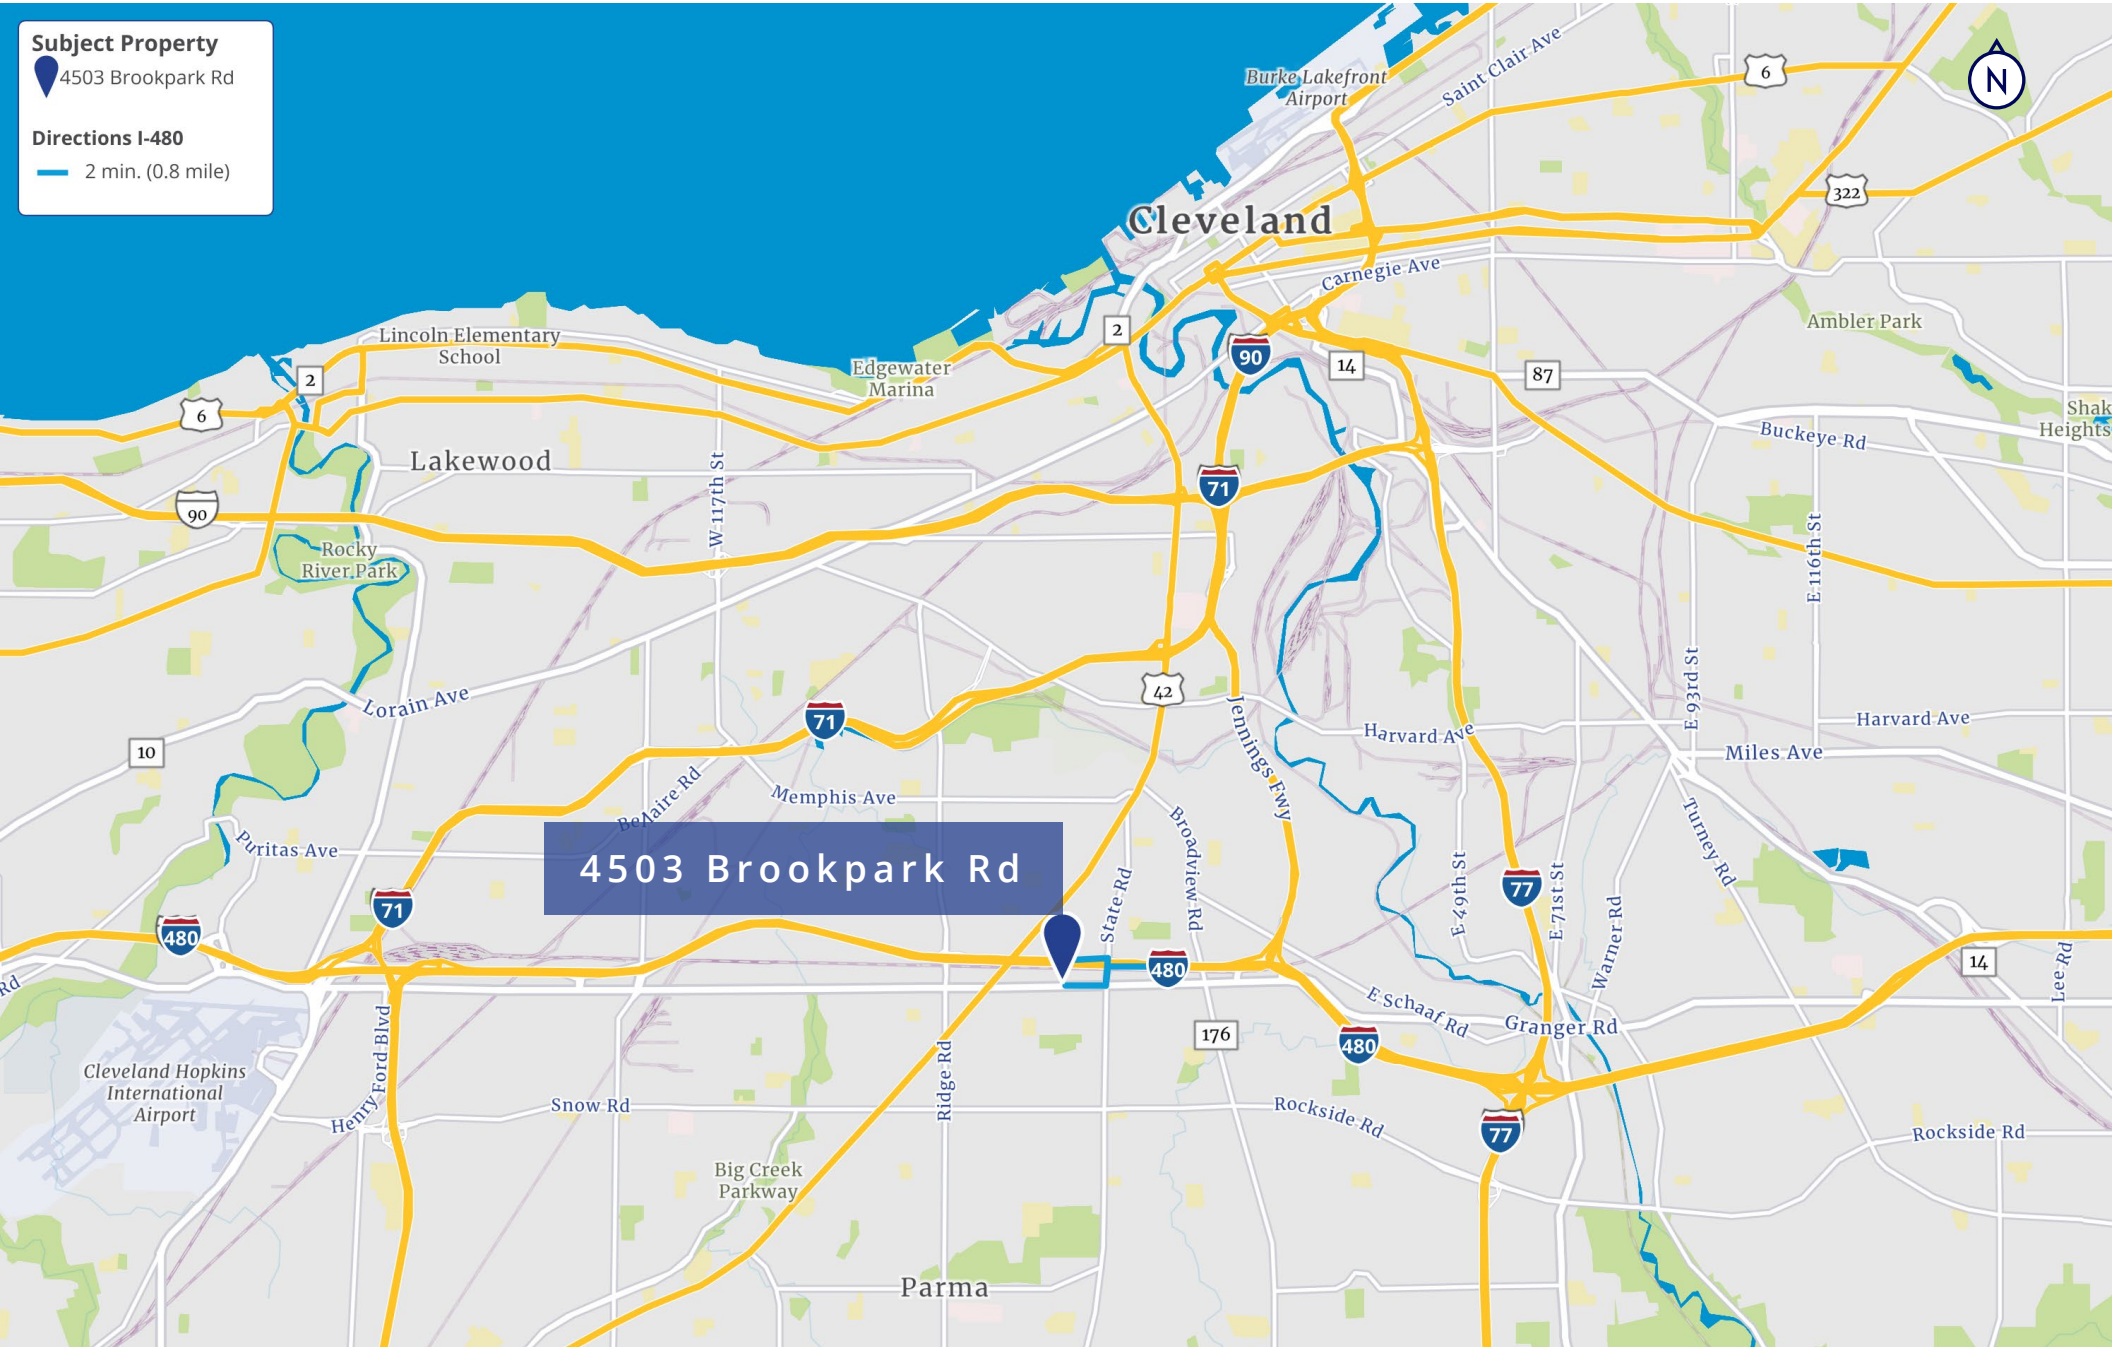 Subject Property
4503 Brookpark Rd
Directions I-480
2 min. (0.8 mile)
N
Burke Lakefront
Airport
Saint Clair Ave
6
322
Cleveland
Carnegie Ave
Ambler Park
Lincoln Elementary
School
2
2
90
14
87
Edgewater
Marina
6
Shak
Heights
Buckeye Rd
Lakewood
W 117th St
71
90
Rocky
River Park
E 116th St
42
Lorain Ave
E 93rd St
71
Jennings Fwy
Harvard Ave
Harvard Ave
10
Miles Ave
Bellaire Rd
Memphis Ave
Puritas Ave
Broadview Rd
Turney Rd
4503 Brookpark Rd
State Rd
E 49th St
77
E 71st St
Warner Rd
71
480
480
14
Lee Rd
Rd
E Schaaf Rd
Granger Rd
176
480
Cleveland Hopkins
International
Airport
Henry Ford Blvd
Ridge Rd
Snow Rd
Rockside Rd
77
Rockside Rd
Big Creek
Parkway
Parma